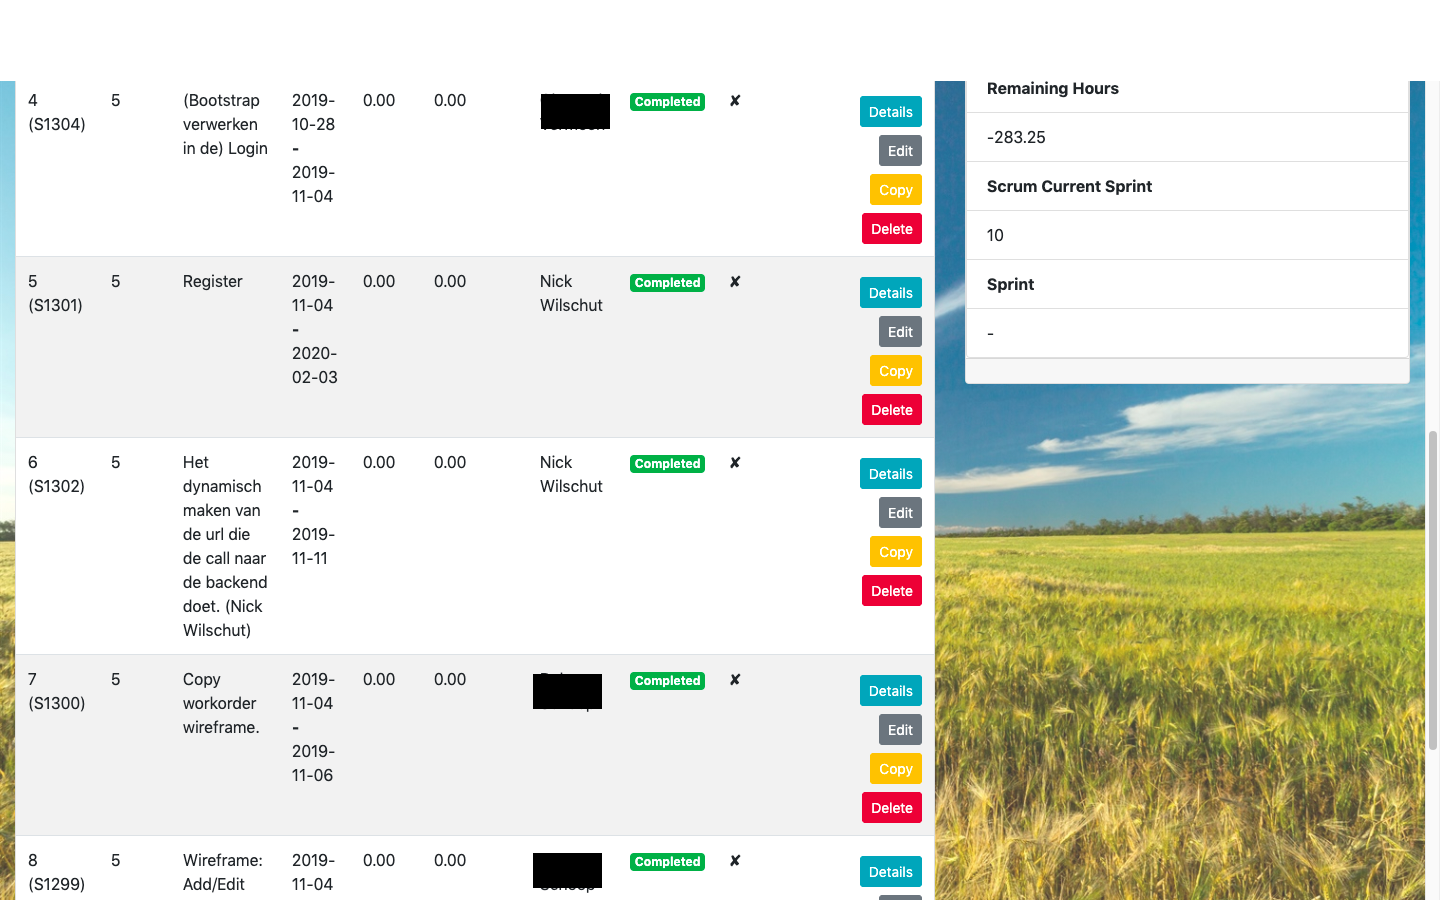 4
(S1304)
5
(Bootstrap
verwerken
in de) Login
2019-
10-28
-
2019-
11-04
0.00
0.00
Completed
✘
Details
Edit
Copy
Delete
5
(S1301)
5
Register
2019-
11-04
-
2020-
02-03
0.00
0.00
Nick
Wilschut
Completed
✘
Details
Edit
Copy
Delete
6
(S1302)
5
Het
dynamisch
maken van
de url die
de call naar
de backend
doet. (Nick
Wilschut)
2019-
11-04
-
2019-
11-11
0.00
0.00
Nick
Wilschut
Completed
✘
Details
Edit
Copy
Delete
7
(S1300)
5
Copy
workorder
wireframe.
2019-
11-04
-
2019-
11-06
0.00
0.00
Completed
✘
Details
Edit
Copy
Delete
8
(S1299)
5
Wireframe:
Add/Edit
2019-
11-04
0.00
0.00
Completed
✘
Details
Remaining Hours
-283.25
Scrum Current Sprint
10
Sprint
-